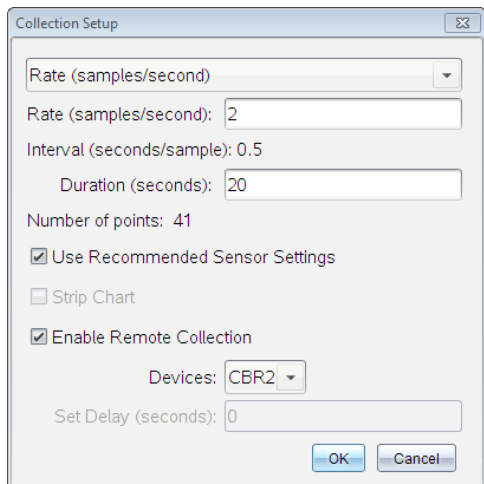 Collection Setup
Rate (samples/second)
Rate (samples/second): 2
Interval (seconds/sample): 0.5
Duration (seconds): 20
Number of points: 41
Use Recommended Sensor Settings
Strip Chart
Enable Remote Collection
Devices: CBR2
Set Delay (seconds): 0
OK Cancel